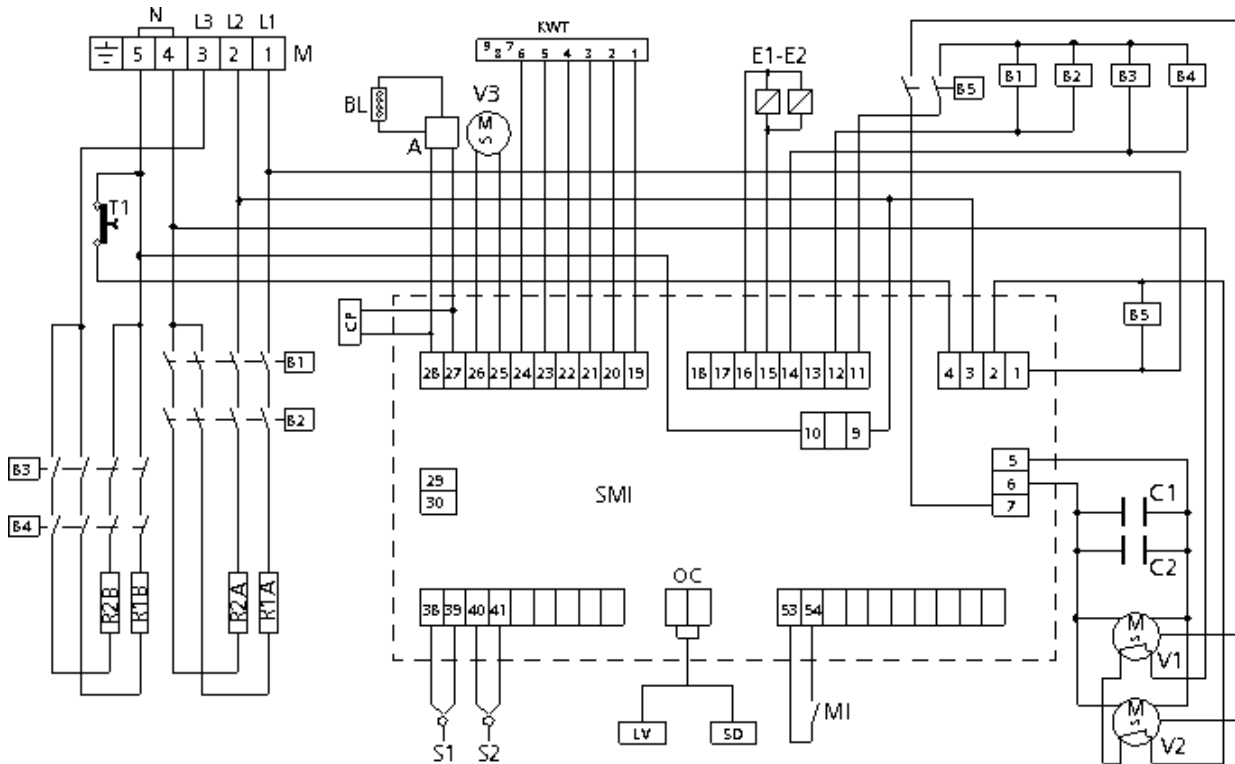 N L3 L2 L1
5 4 3 2 1 M
KWT
9 8 7 6 5 4 3 2 1
BL
A
V3
M
S
E1-E2
B5
B1 B2 B3 B4
T1
CP
B5
28 27 26 25 24 23 22 21 20 19
18 17 16 15 14 13 12 11
4 3 2 1
10 9
B1
B2
B3
B4
29
30
SMI
5
6
7
C1
C2
R2B R1B R2A R1A
38 39 40 41
OC
53 54
M
S
V1
M
S
V2
S1 S2
LV SD
MI